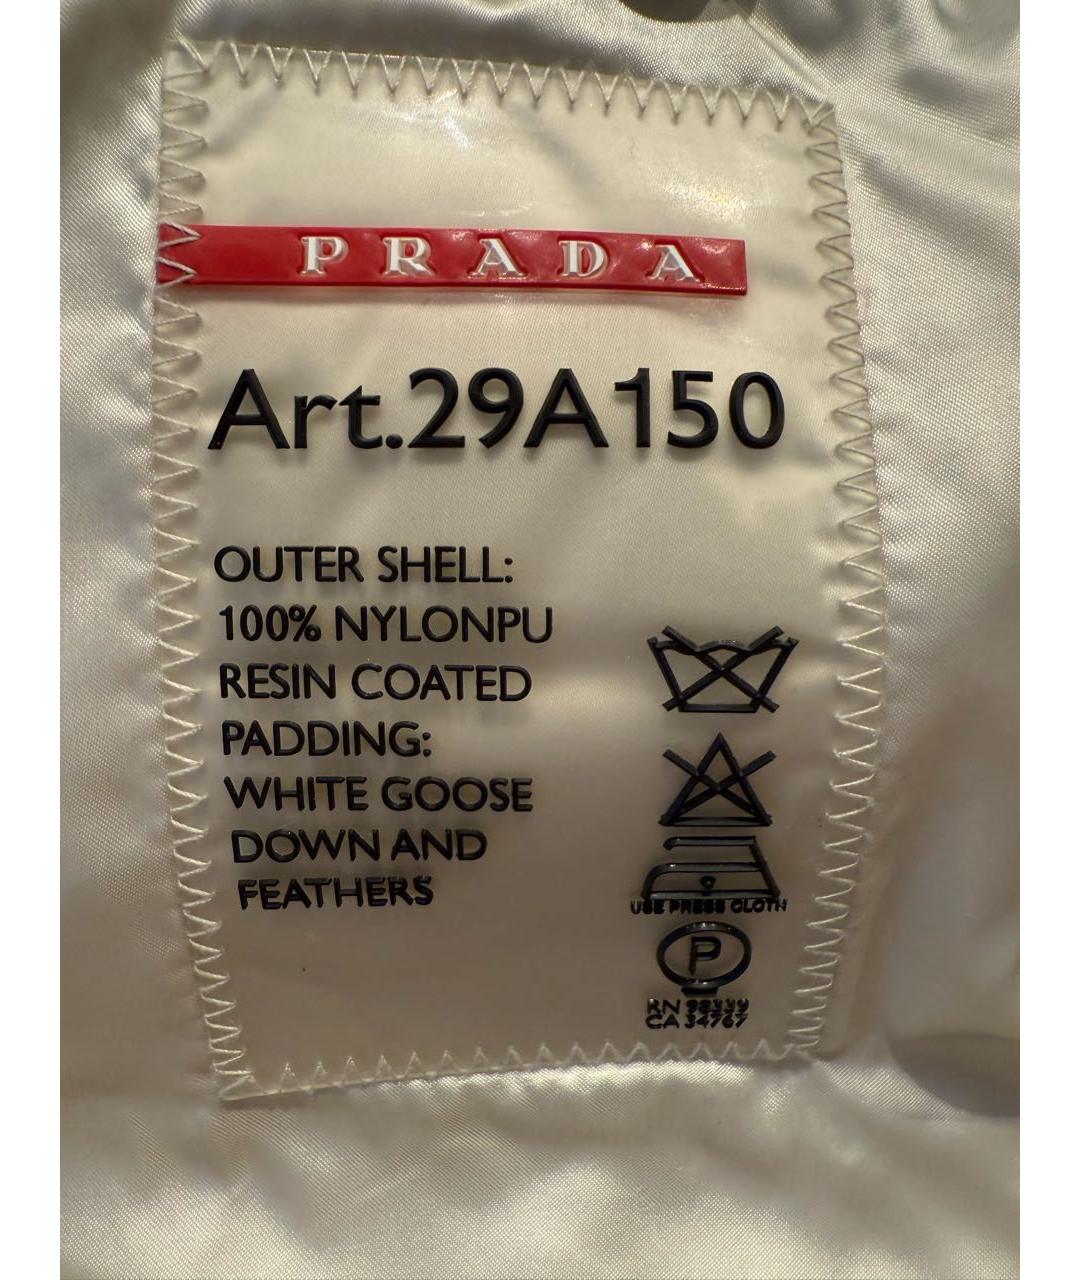 PRADA
Art.29A150
OUTER SHELL:
100% NYLONPU
RESIN COATED
PADDING:
WHITE GOOSE
DOWN AND
FEATHERS
USE PRESS CLOTH
P
RN
CA 34767